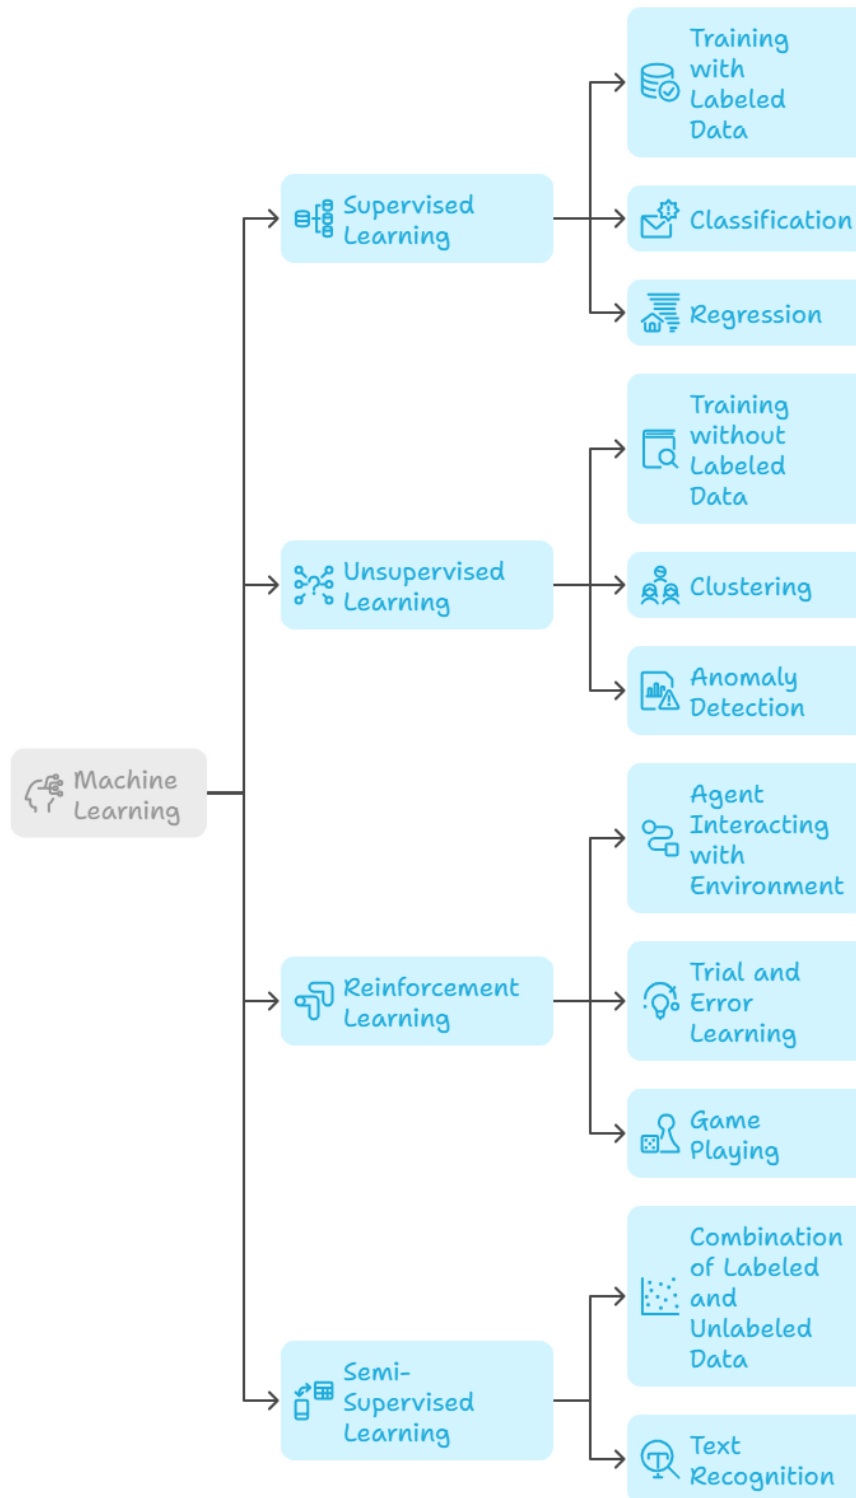 Training
with
Labeled
Data
Supervised
Learning
Classification
Regression
Training
without
Labeled
Data
Unsupervised
Learning
Clustering
Anomaly
Detection
Machine
Learning
Agent
Interacting
with
Environment
Reinforcement
Learning
Trial and
Error
Learning
Game
Playing
Combination
of Labeled
and
Unlabeled
Data
Semi-
Supervised
Learning
Text
Recognition